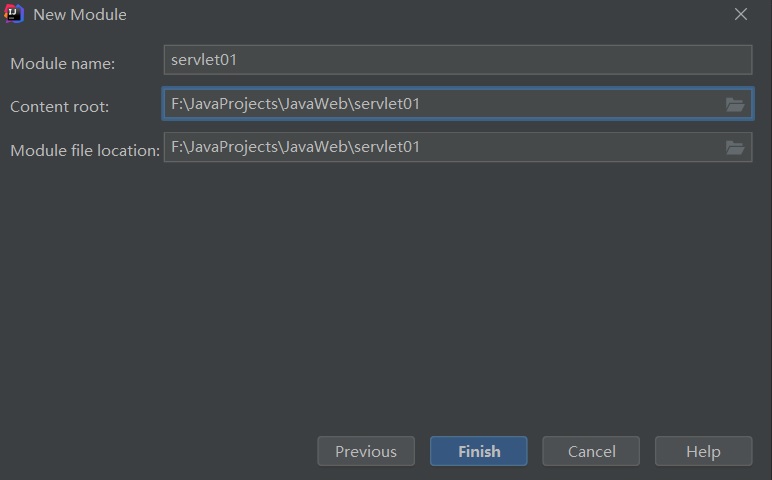 New Module
Module name: servlet01
Content root: F:\JavaProjects\JavaWeb\servlet01
Module file location: F:\JavaProjects\JavaWeb\servlet01
Previous Finish Cancel Help